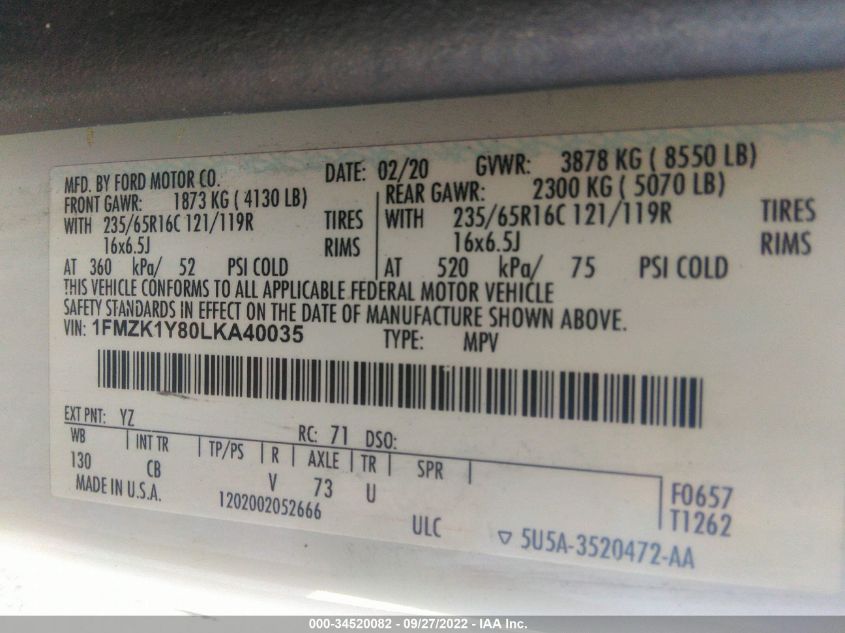 MFD. BY FORD MOTOR CO. DATE: 02/20 GVWR: 3878 KG ( 8550 LB)
FRONT GAWR: 1873 KG ( 4130 LB) REAR GAWR: 2300 KG ( 5070 LB)
WITH 235/65R16C 121/119R TIRES WITH 235/65R16C 121/119R TIRES
16x6.5J RIMS 16x6.5J RIMS
AT 360 kPa/ 52 PSI COLD AT 520 kPa/ 75 PSI COLD
THIS VEHICLE CONFORMS TO ALL APPLICABLE FEDERAL MOTOR VEHICLE
SAFETY STANDARDS IN EFFECT ON THE DATE OF MANUFACTURE SHOWN ABOVE.
VIN: 1FMZK1Y80LKA40035 TYPE: MPV
EXT PNT: YZ RC: 71 DSO:
WB INT TR TP/PS R AXLE TR SPR
130 CB V 73 U F0657
MADE IN U.S.A. 1202002052666 ULC T1262
▽ 5U5A-3520472-AA
000-34520082 - 09/27/2022 - IAA Inc.